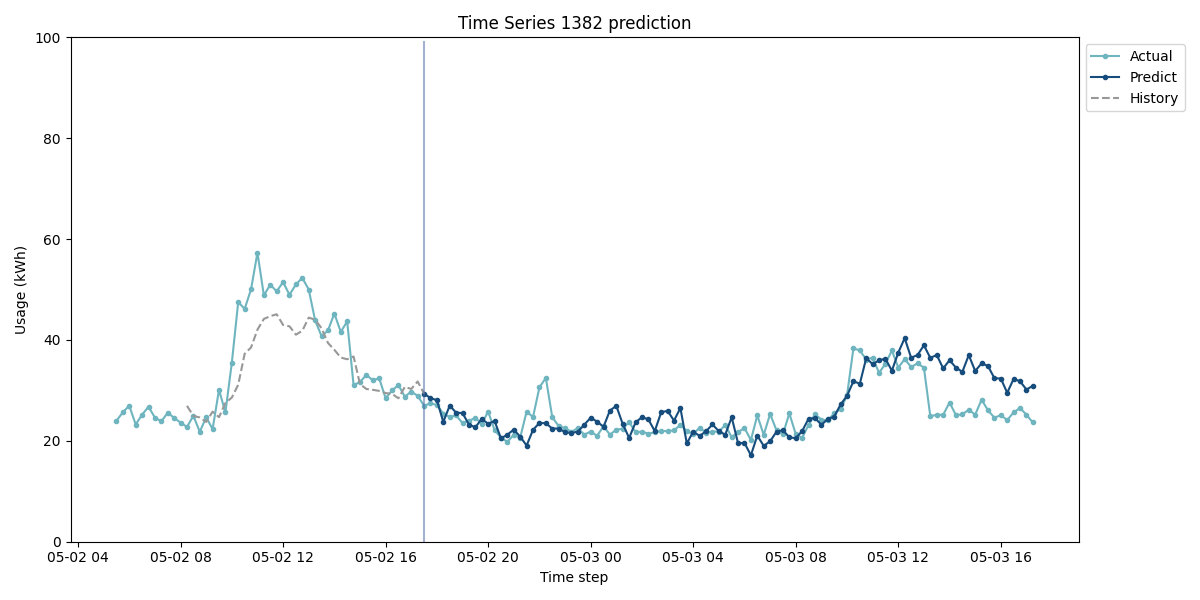 Time Series 1382 prediction
100
80
60
40
20
0
Usage (kWh)
05-02 04
05-02 08
05-02 12
05-02 16
05-02 20
05-03 00
05-03 04
05-03 08
05-03 12
05-03 16
Time step
Actual
Predict
History